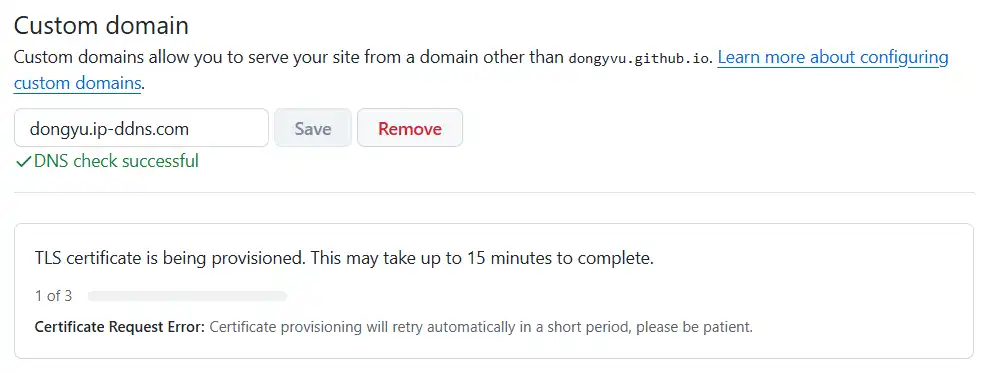 Custom domain
Custom domains allow you to serve your site from a domain other than dongyvu.github.io. Learn more about configuring
custom domains.
dongyu.ip-ddns.com Save Remove
✓DNS check successful
TLS certificate is being provisioned. This may take up to 15 minutes to complete.
1 of 3
Certificate Request Error: Certificate provisioning will retry automatically in a short period, please be patient.